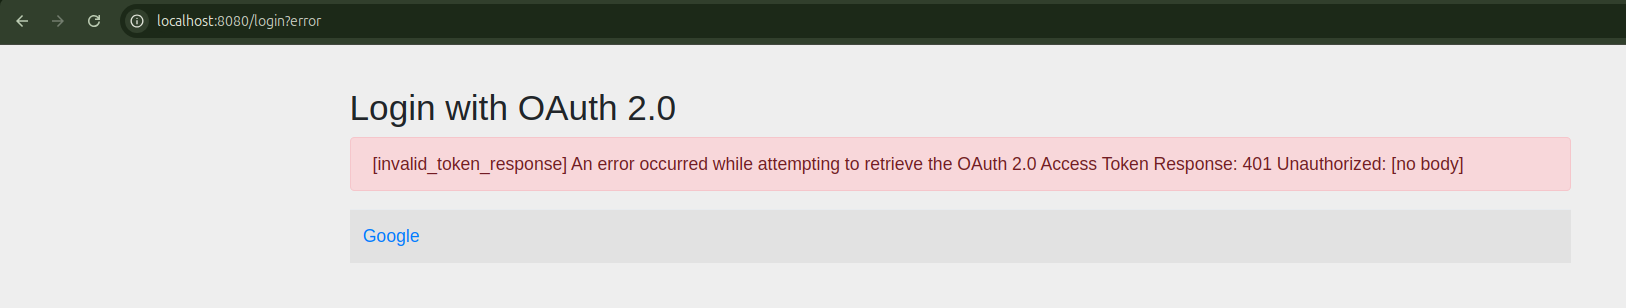 localhost:8080/login?error
Login with OAuth 2.0
[invalid_token_response] An error occurred while attempting to retrieve the OAuth 2.0 Access Token Response: 401 Unauthorized: [no body]
Google